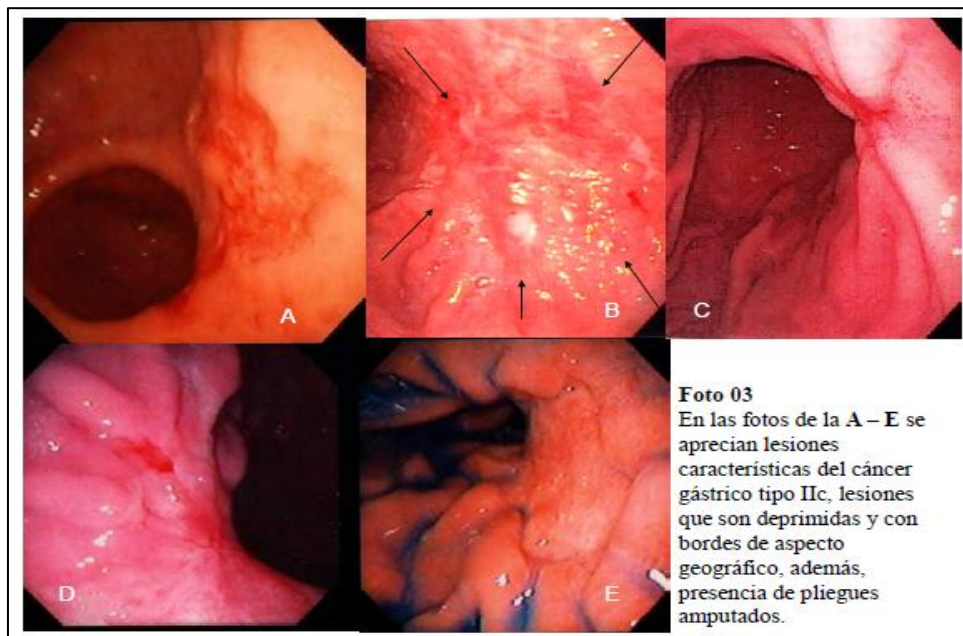 A
B
C
D
E
Foto 03
En las fotos de la A – E se
aprecian lesiones
características del cáncer
gástrico tipo IIc, lesiones
que son deprimidas y con
bordes de aspecto
geográfico, además,
presencia de pliegues
amputados.